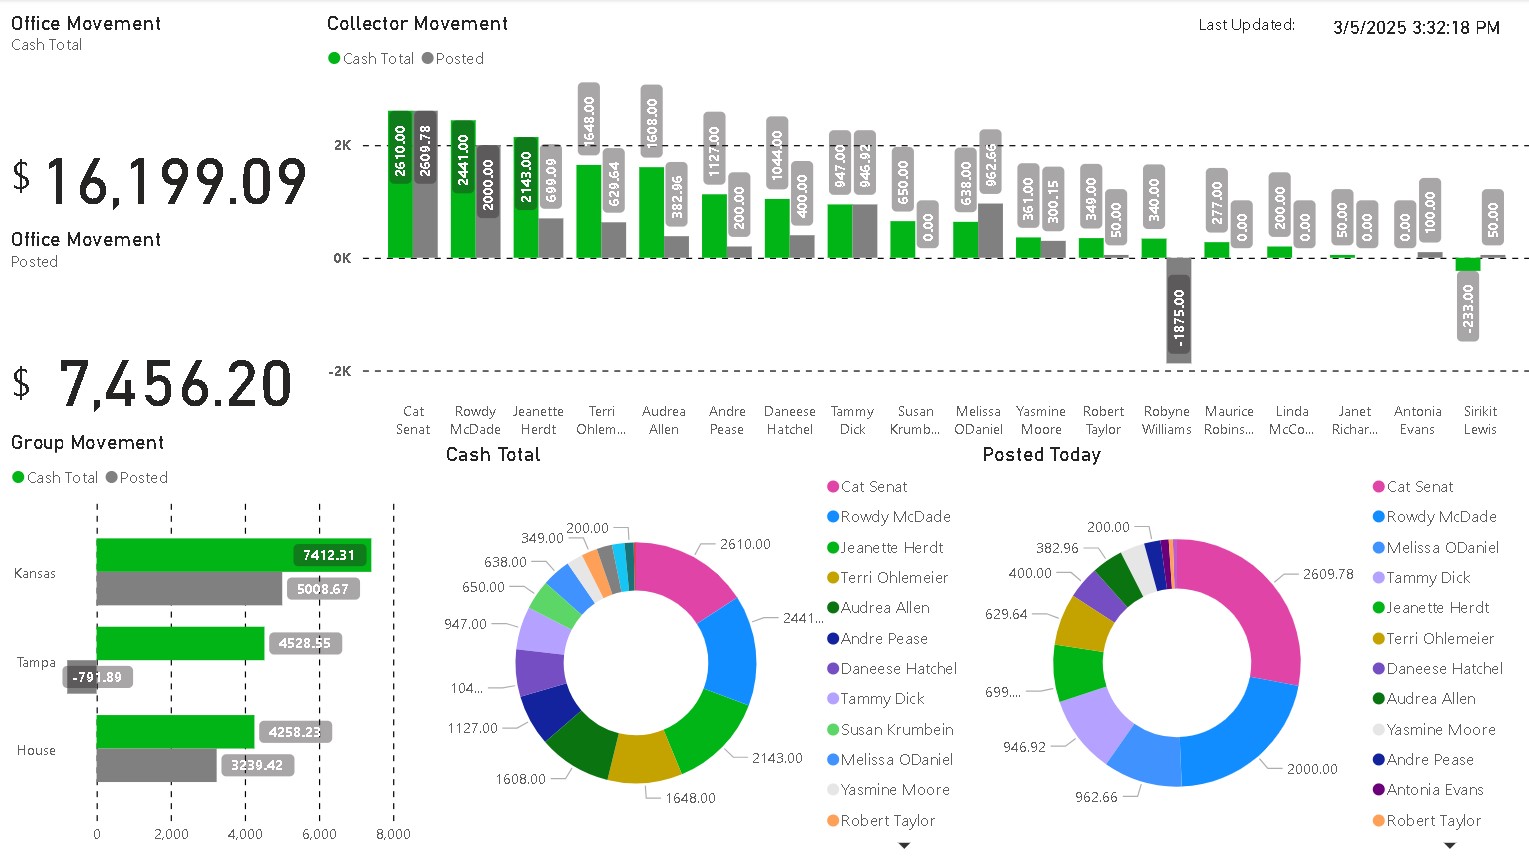 Office Movement
Cash Total
$ 16,199.09
Office Movement
Posted
$ 7,456.20
Collector Movement
Cash Total Posted
Last Updated: 3/5/2025 3:32:18 PM
2K
0K
-2K
2610.00
2609.78
2441.00
2000.00
2143.00
699.09
1648.00
629.64
1608.00
382.96
1127.00
200.00
1044.00
400.00
947.00
946.92
650.00
0.00
638.00
962.66
361.00
300.15
349.00
50.00
340.00
-1875.00
277.00
0.00
200.00
0.00
50.00
0.00
0.00
100.00
-233.00
50.00
Cat
Senat
Rowdy
McDade
Jeanette
Herdt
Terri
Ohlem...
Audrea
Allen
Andre
Pease
Daneese
Hatchel
Tammy
Dick
Susan
Krumb...
Melissa
ODaniel
Yasmine
Moore
Robert
Taylor
Robyne
Williams
Maurice
Robins...
Linda
McCo...
Janet
Richar...
Antonia
Evans
Sirikit
Lewis
Group Movement
Cash Total Posted
Kansas
7412.31
5008.67
Tampa
4528.55
-791.89
House
4258.23
3239.42
0 2,000 4,000 6,000 8,000
Cash Total
2610.00
2441....
2143.00
1648.00
1608.00
1127.00
104...
947.00
650.00
638.00
349.00
200.00
Cat Senat
Rowdy McDade
Jeanette Herdt
Terri Ohlemeier
Audrea Allen
Andre Pease
Daneese Hatchel
Tammy Dick
Susan Krumbein
Melissa ODaniel
Yasmine Moore
Robert Taylor
Posted Today
2609.78
2000.00
962.66
946.92
699....
629.64
400.00
382.96
200.00
Cat Senat
Rowdy McDade
Melissa ODaniel
Tammy Dick
Jeanette Herdt
Terri Ohlemeier
Daneese Hatchel
Audrea Allen
Yasmine Moore
Andre Pease
Antonia Evans
Robert Taylor